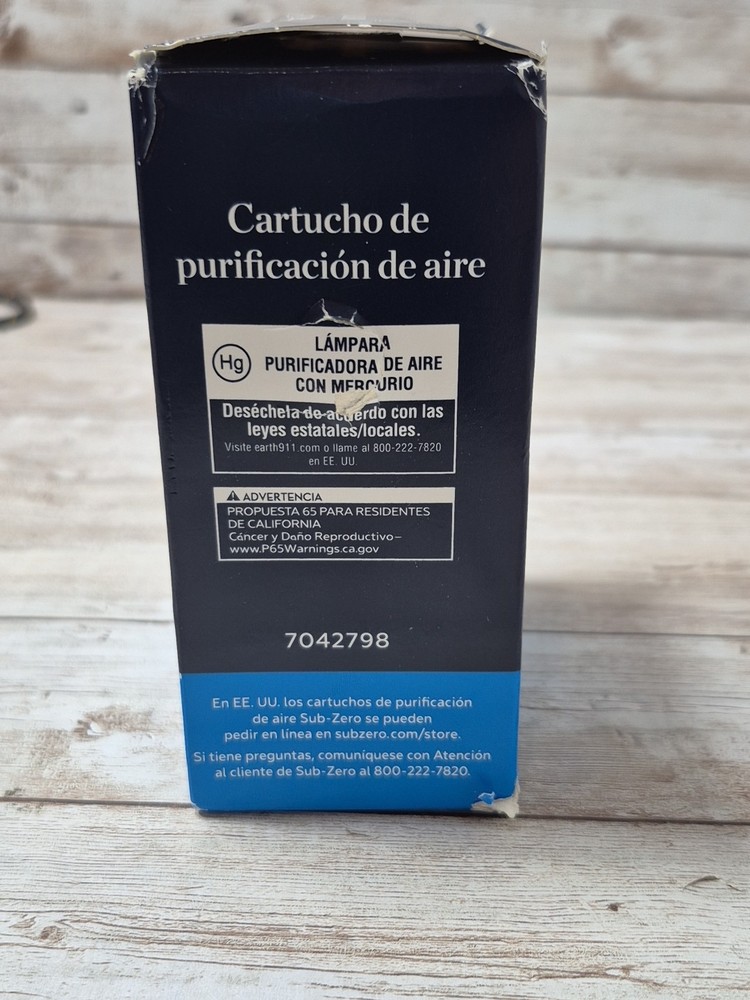 Cartucho de
purificación de aire
Hg
LÁMPARA
PURIFICADORA DE AIRE
CON MERCURIO
Deséchela de acuerdo con las
leyes estatales/locales.
Visite earth911.com o llame al 800-222-7820
en EE. UU.
ADVERTENCIA
PROPUESTA 65 PARA RESIDENTES
DE CALIFORNIA
Cáncer y Daño Reproductivo–
www.P65Warnings.ca.gov
7042798
En EE. UU. los cartuchos de purificación
de aire Sub-Zero se pueden
pedir en línea en subzero.com/store.
Si tiene preguntas, comuníquese con Atención
al cliente de Sub-Zero al 800-222-7820.